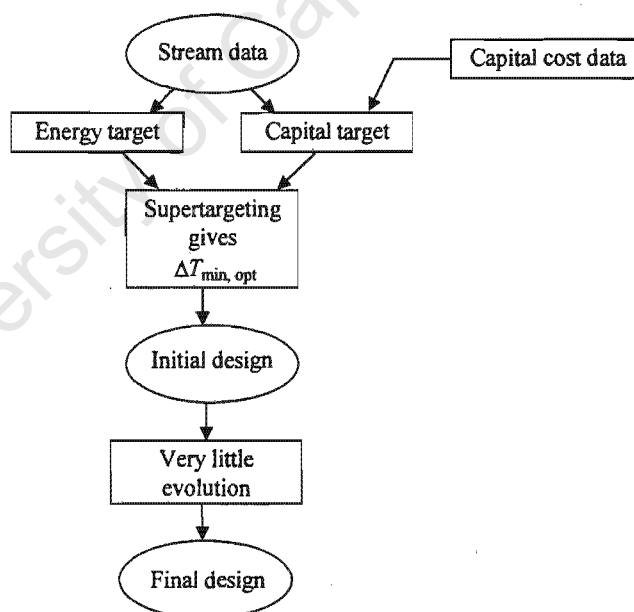 Stream data
Capital cost data
Energy target
Capital target
Supertargeting
gives
ΔTmin, opt
Initial design
Very little
evolution
Final design